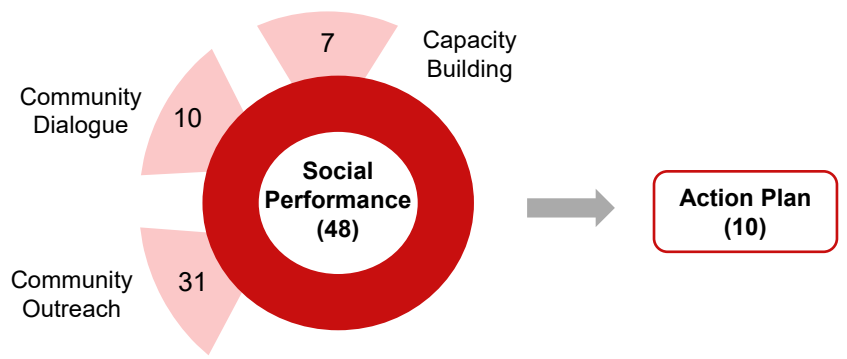 7
Capacity
Building
Community
Dialogue
10
Social
Performance
(48)
Action Plan
(10)
Community
Outreach
31